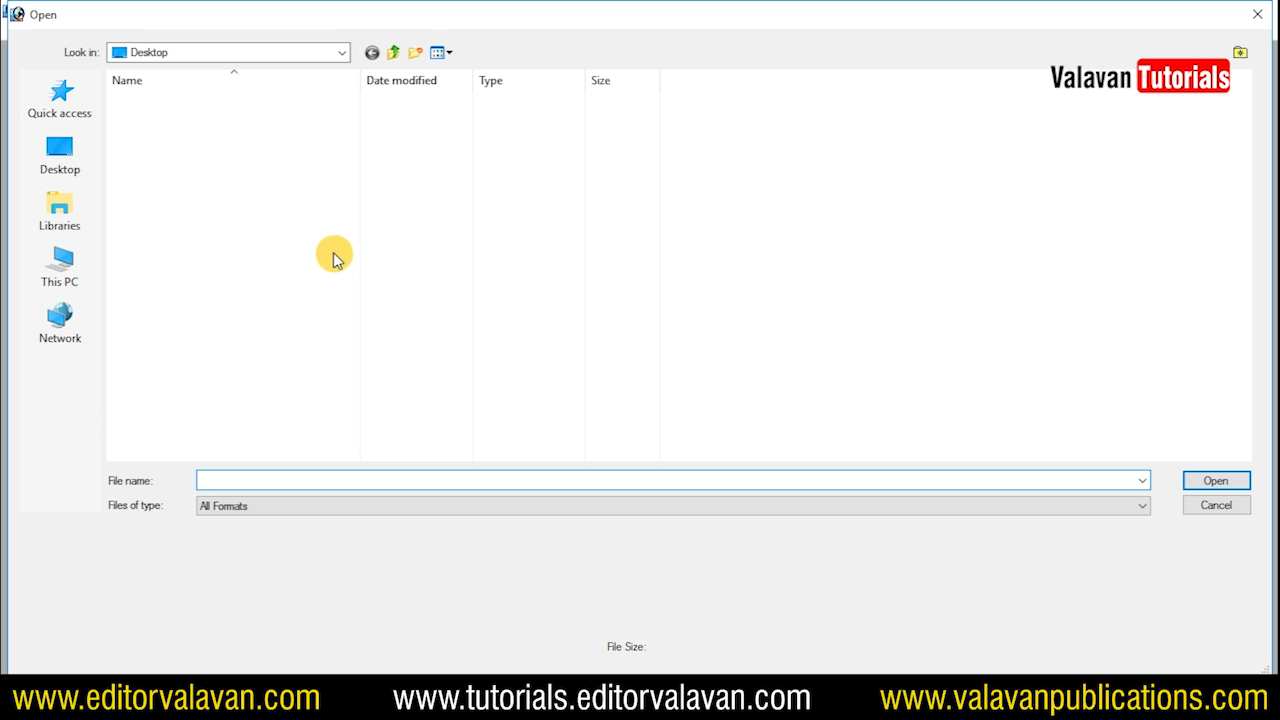 Open
Look in: Desktop
Name Date modified Type Size
Valavan Tutorials
Quick access
Desktop
Libraries
This PC
Network
File name: Open
Files of type: All Formats Cancel
File Size:
www.editorvalavan.com www.tutorials.editorvalavan.com www.valavanpublications.com